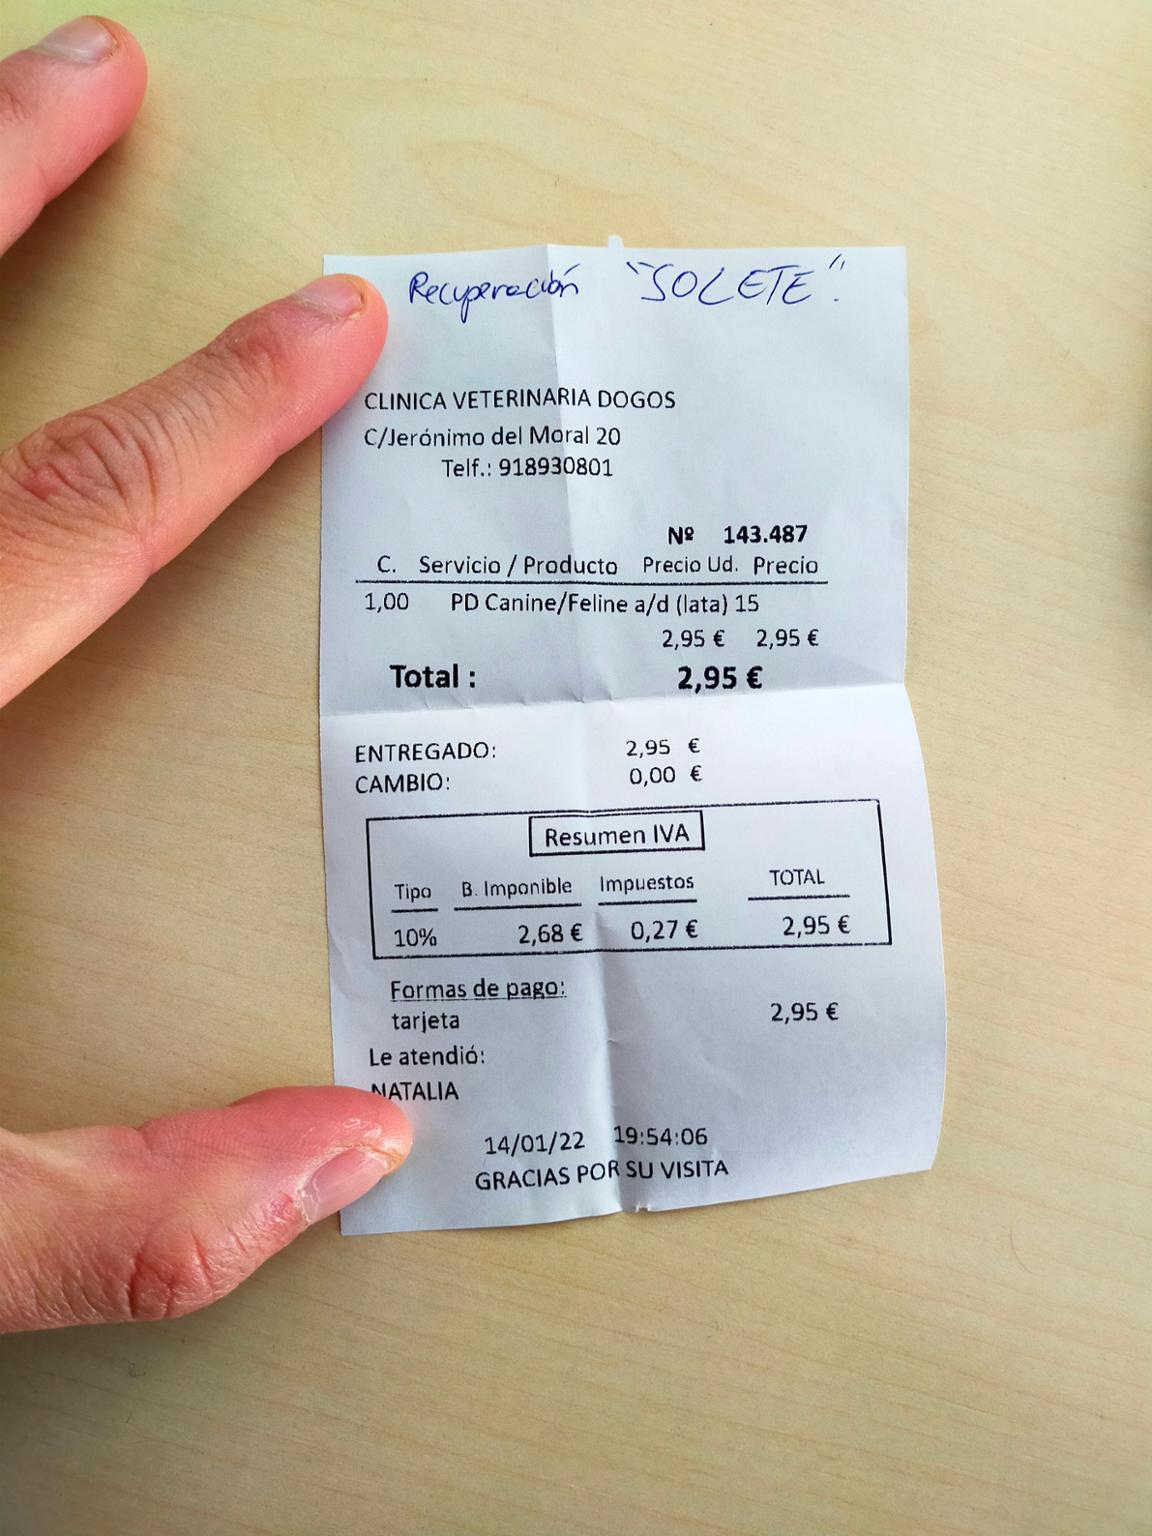 Recuperación "SOLETE".
CLINICA VETERINARIA DOGOS
C/Jerónimo del Moral 20
Telf.: 918930801
Nº 143.487
C. Servicio / Producto Precio Ud. Precio
1,00 PD Canine/Feline a/d (lata) 15
2,95 € 2,95 €
Total : 2,95 €
ENTREGADO: 2,95 €
CAMBIO: 0,00 €
Resumen IVA
Tipo B. Imponible Impuestos TOTAL
10% 2,68 € 0,27 € 2,95 €
Formas de pago:
tarjeta 2,95 €
Le atendió:
NATALIA
14/01/22 19:54:06
GRACIAS POR SU VISITA